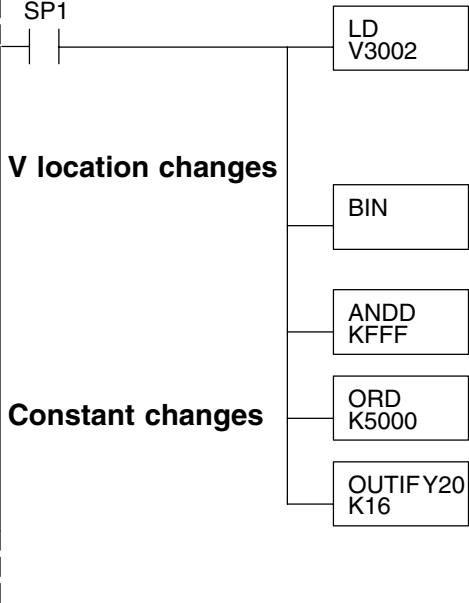 SP1
LD
V3002
V location changes
BIN
ANDD
KFFF
Constant changes
ORD
K5000
OUTIF Y20
K16